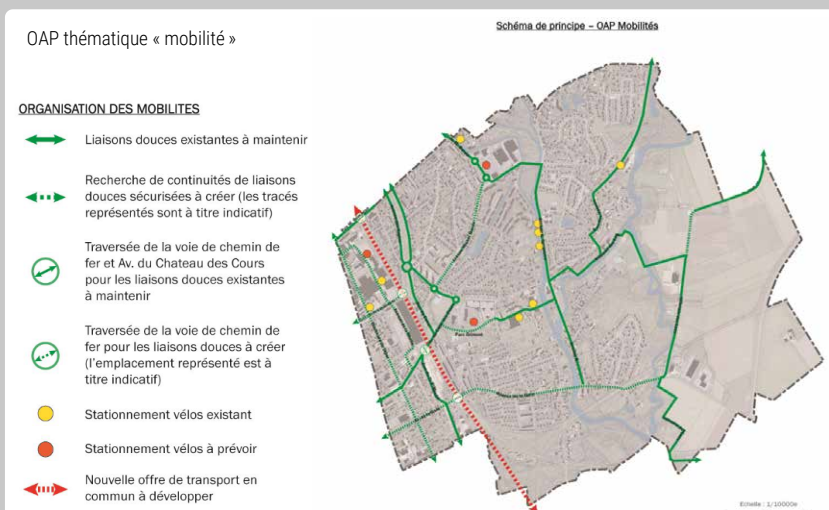 OAP thématique « mobilité »
Schéma de principe – OAP Mobilités
ORGANISATION DES MOBILITES
Liaisons douces existantes à maintenir
Recherche de continuités de liaisons
douces sécurisées à créer (les tracés
représentés sont à titre indicatif)
Traversée de la voie de chemin de
fer et Av. du Chateau des Cours
pour les liaisons douces existantes
à maintenir
Traversée de la voie de chemin de
fer pour les liaisons douces à créer
(l'emplacement représenté est à
titre indicatif)
Stationnement vélos existant
Stationnement vélos à prévoir
Nouvelle offre de transport en
commun à développer
Echelle : 1/10000e